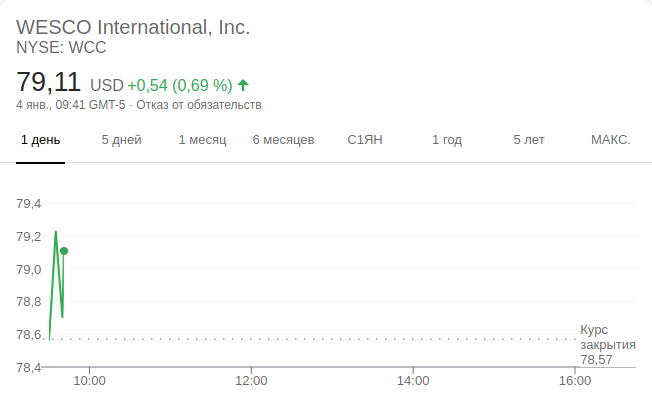 WESCO International, Inc.
NYSE: WCC
79,11 USD +0,54 (0,69 %)
4 янв., 09:41 GMT-5 · Отказ от обязательств
1 день 5 дней 1 месяц 6 месяцев С1ЯН 1 год 5 лет МАКС.
79,4
79,2
79,0
78,8
78,6
78,4
Курс
закрытия
78,57
10:00 12:00 14:00 16:00